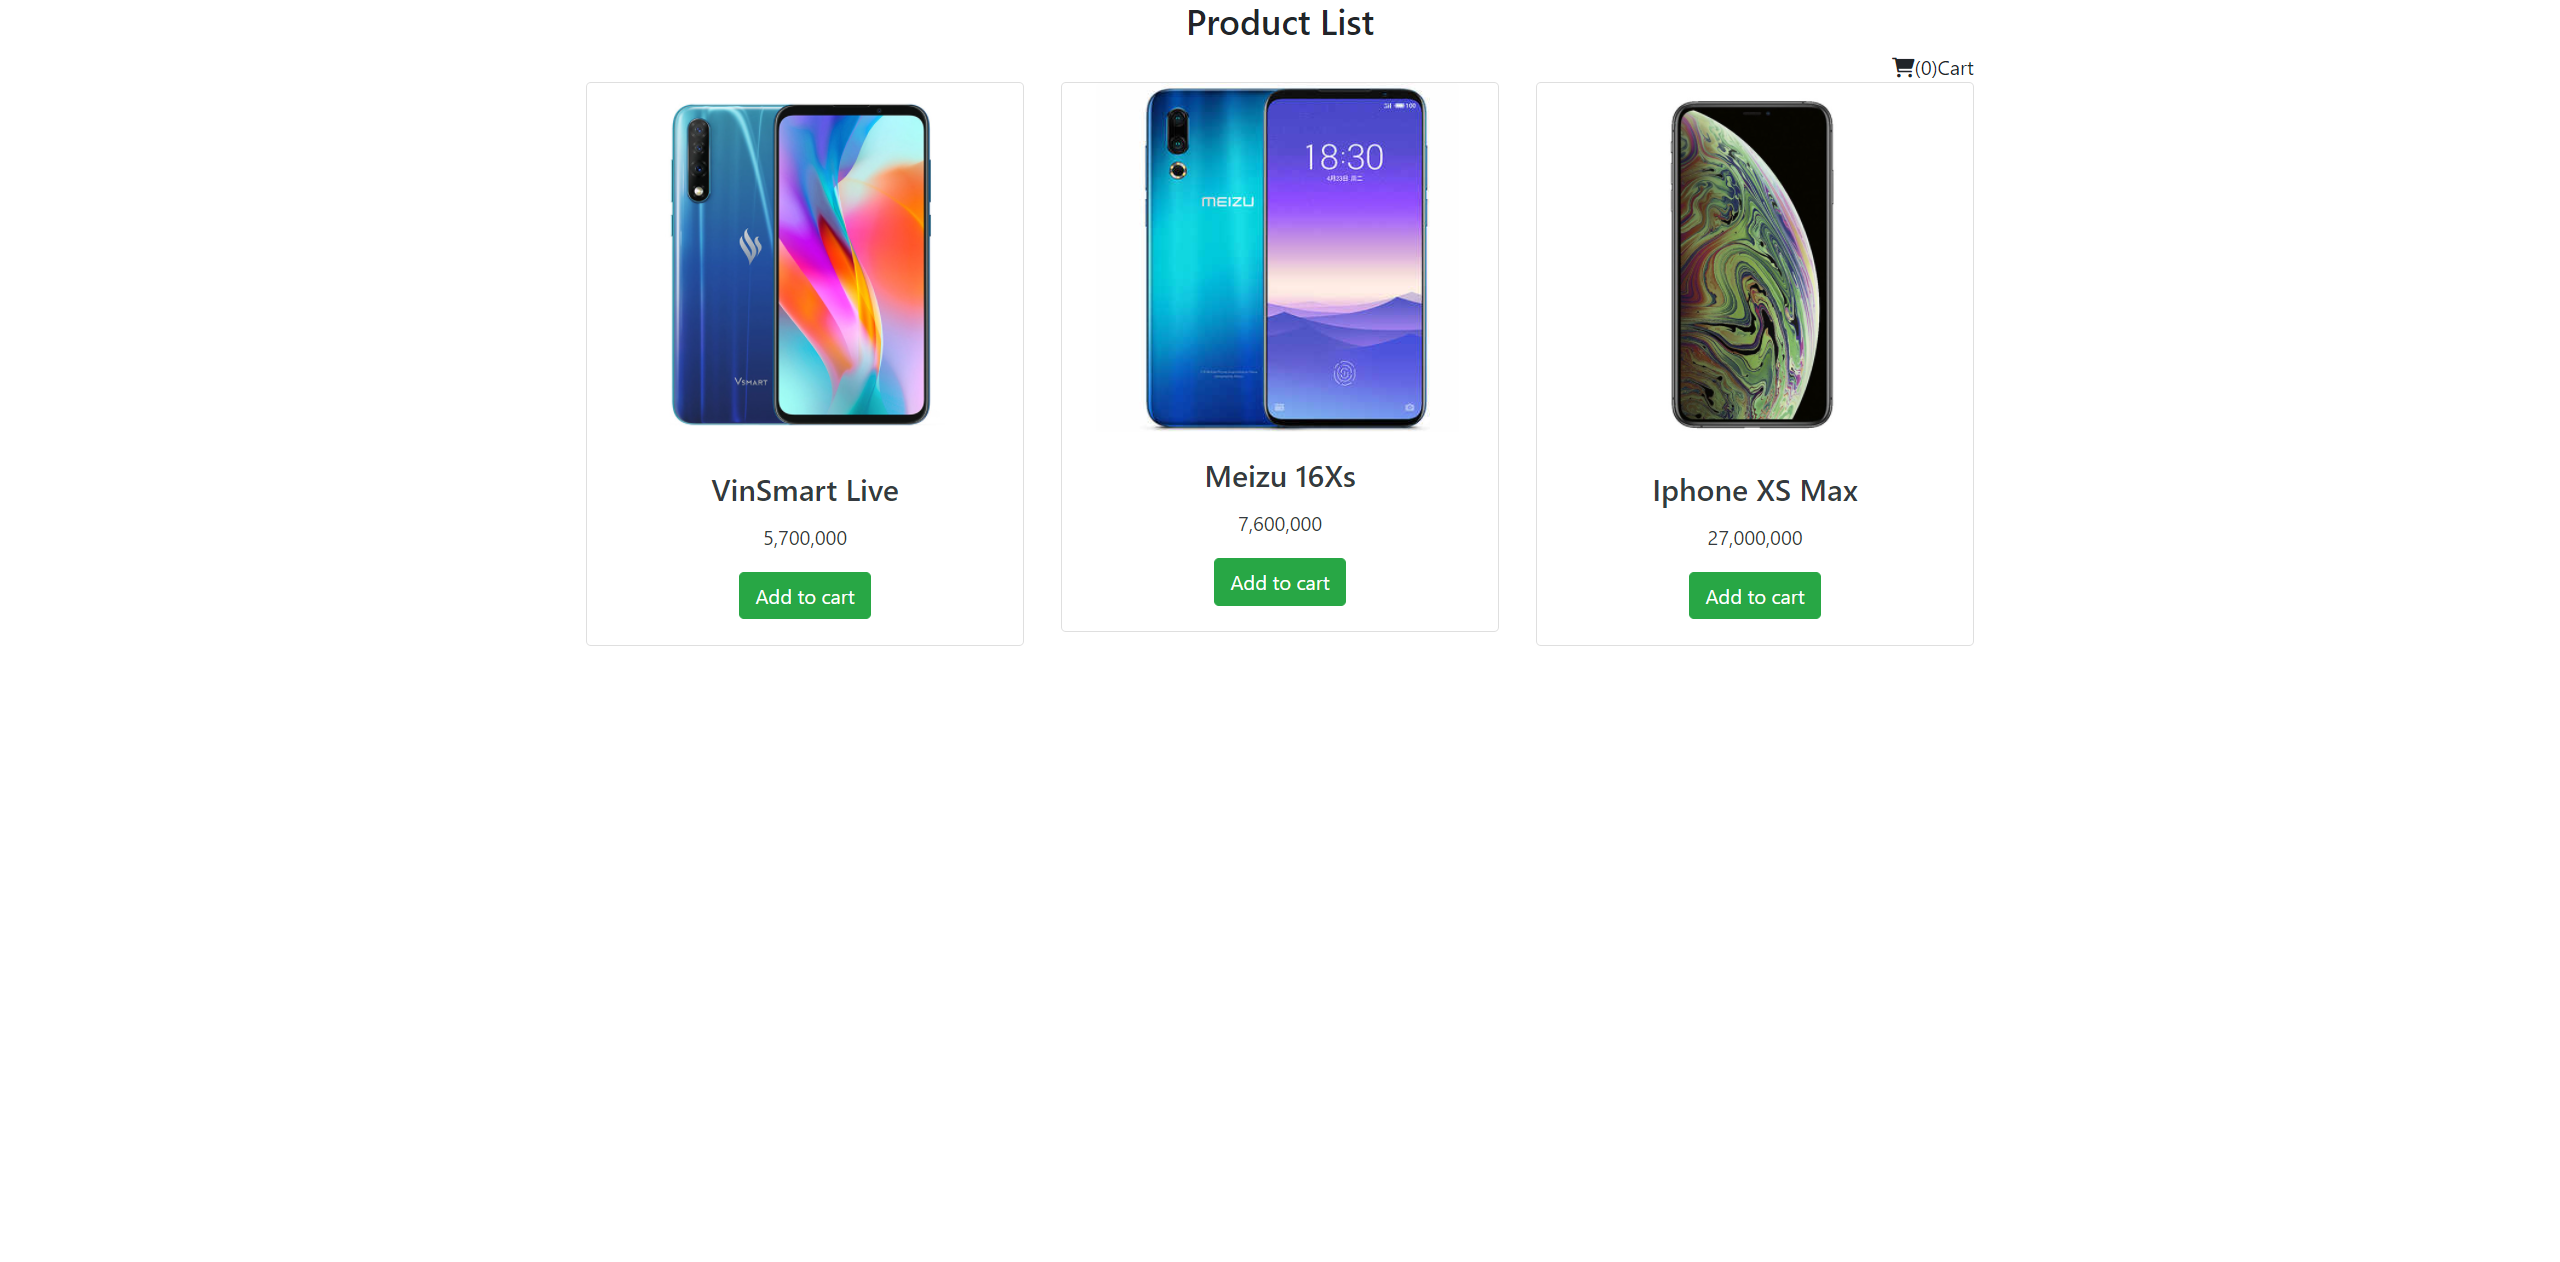 Product List
(0)Cart
VSMART
VinSmart Live
5,700,000
Add to cart
MEIZU
18:30
Meizu 16Xs
7,600,000
Add to cart
Iphone XS Max
27,000,000
Add to cart